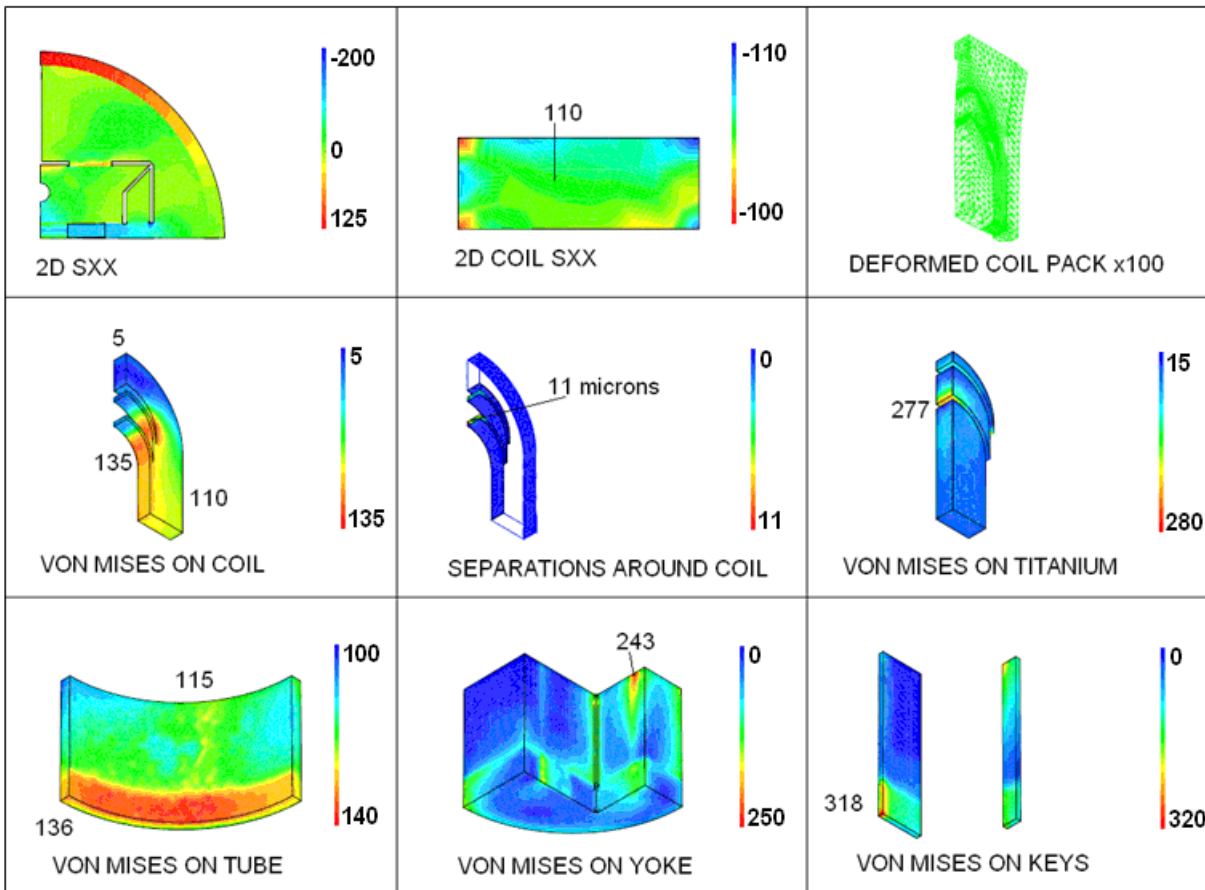 -200
0
125
2D SXX
-110
110
-100
2D COIL SXX
DEFORMED COIL PACK x100
5
5
135
110
135
VON MISES ON COIL
0
11 microns
11
SEPARATIONS AROUND COIL
15
277
280
VON MISES ON TITANIUM
100
115
136
140
VON MISES ON TUBE
243
0
250
VON MISES ON YOKE
0
318
320
VON MISES ON KEYS